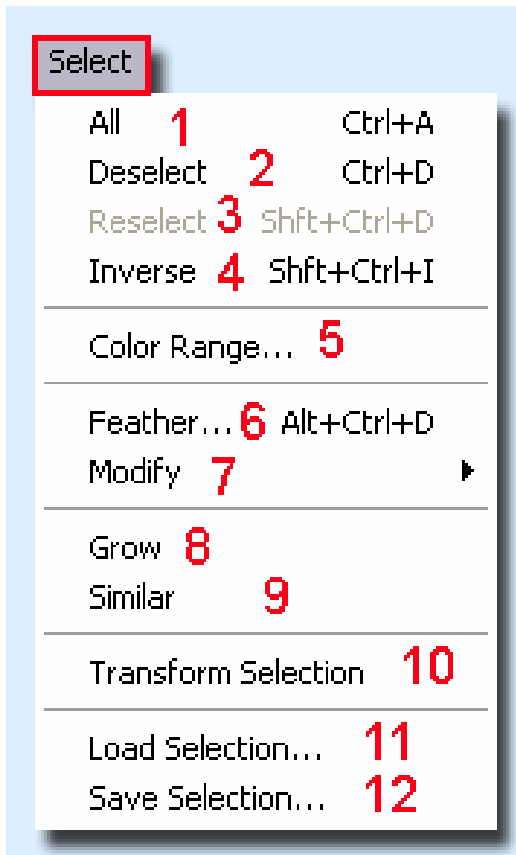 Select
All 1 Ctrl+A
Deselect 2 Ctrl+D
Reselect 3 Shft+Ctrl+D
Inverse 4 Shft+Ctrl+I
Color Range... 5
Feather... 6 Alt+Ctrl+D
Modify 7
Grow 8
Similar 9
Transform Selection 10
Load Selection... 11
Save Selection... 12